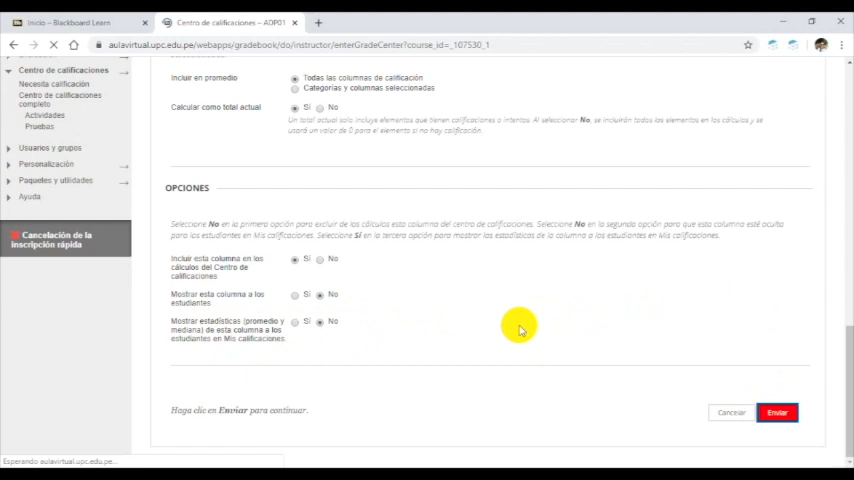 Inicio – Blackboard Learn
Centro de calificaciones – ADP01
aulavirtual.upc.edu.pe/webapps/gradebook/do/instructor/enterGradeCenter?course_id=_107530_1
Centro de calificaciones
Necesita calificación
Centro de calificaciones
completo
Actividades
Pruebas
Usuarios y grupos
Personalización
Paquetes y utilidades
Ayuda
Cancelación de la
inscripción rápida
Incluir en promedio
Todas las columnas de calificación
Categorías y columnas seleccionadas
Calcular como total actual
Sí No
Un total actual solo incluye elementos que tienen calificaciones o intentos. Al seleccionar No, se incluirán todos los elementos en los cálculos y se
usará un valor de 0 para el elemento si no hay calificación.
OPCIONES
Seleccione No en la primera opción para excluir de los cálculos esta columna del centro de calificaciones. Seleccione No en la segunda opción para que esta columna esté oculta
para los estudiantes en Mis calificaciones. Seleccione Sí en la tercera opción para mostrar las estadísticas de la columna a los estudiantes en Mis calificaciones.
Incluir esta columna en los
cálculos del Centro de
calificaciones
Sí No
Mostrar esta columna a los
estudiantes
Sí No
Mostrar estadísticas (promedio y
mediana) de esta columna a los
estudiantes en Mis calificaciones.
Sí No
Haga clic en Enviar para continuar.
Cancelar
Enviar
Esperando aulavirtual.upc.edu.pe...